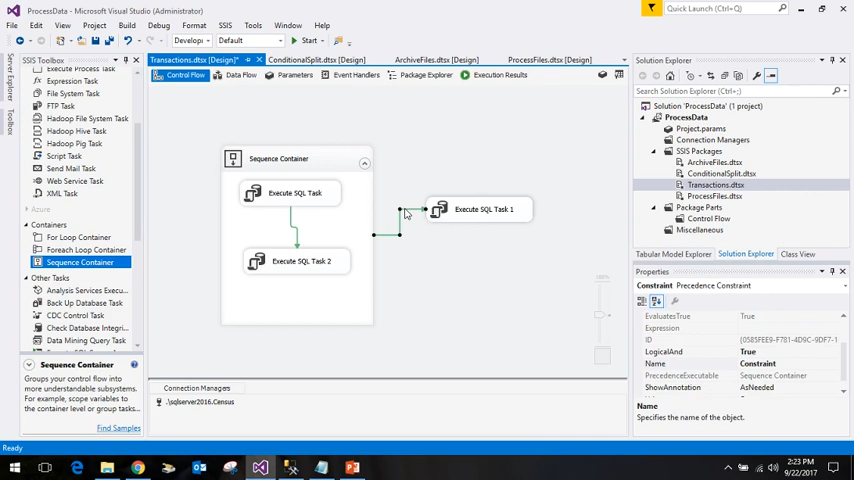 ProcessData - Microsoft Visual Studio (Administrator)
Quick Launch (Ctrl+Q)
File Edit View Project Build Debug Format SSIS Tools Window Help
Develop Default Start
Server Explorer
Toolbox
SSIS Toolbox
Execute Process Task
Expression Task
File System Task
FTP Task
Hadoop File System Task
Hadoop Hive Task
Hadoop Pig Task
Script Task
Send Mail Task
Web Service Task
XML Task
Azure
Containers
For Loop Container
Foreach Loop Container
Sequence Container
Other Tasks
Analysis Services Execu...
Back Up Database Task
CDC Control Task
Check Database Integri...
Data Mining Query Task
Sequence Container
Groups your control flow into
more understandable subsystems.
For example, scope variables to
the container level or group tasks
Find Samples
Transactions.dtsx [Design]* ConditionalSplit.dtsx [Design] ArchiveFiles.dtsx [Design] ProcessFiles.dtsx [Design]
Control Flow Data Flow Parameters Event Handlers Package Explorer Execution Results
Sequence Container
Execute SQL Task
Execute SQL Task 2
Execute SQL Task 1
100%
Connection Managers
.\sqlserver2016.Census
Solution Explorer
Search Solution Explorer (Ctrl+;)
Solution 'ProcessData' (1 project)
ProcessData
Project.params
Connection Managers
SSIS Packages
ArchiveFiles.dtsx
ConditionalSplit.dtsx
Transactions.dtsx
ProcessFiles.dtsx
Package Parts
Control Flow
Miscellaneous
Tabular Model Explorer Solution Explorer Class View
Properties
Constraint Precedence Constraint
EvaluatesTrue True
Expression
ID {0585FEE9-F781-4D9C-9DF7-1
LogicalAnd True
Name Constraint
PrecedenceExecutable Sequence Container
ShowAnnotation AsNeeded
Name
Specifies the name of the object.
Ready
2:23 PM
9/22/2017